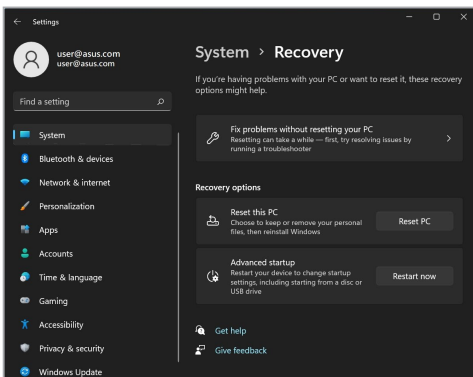 Settings
user@asus.com
user@asus.com
Find a setting
System
Bluetooth & devices
Network & internet
Personalization
Apps
Accounts
Time & language
Gaming
Accessibility
Privacy & security
Windows Update
System > Recovery
If you're having problems with your PC or want to reset it, these recovery
options might help.
Fix problems without resetting your PC
Resetting can take a while — first, try resolving issues by
running a troubleshooter
Recovery options
Reset this PC
Choose to keep or remove your personal
files, then reinstall Windows
Reset PC
Advanced startup
Restart your device to change startup
settings, including starting from a disc or
USB drive
Restart now
Get help
Give feedback